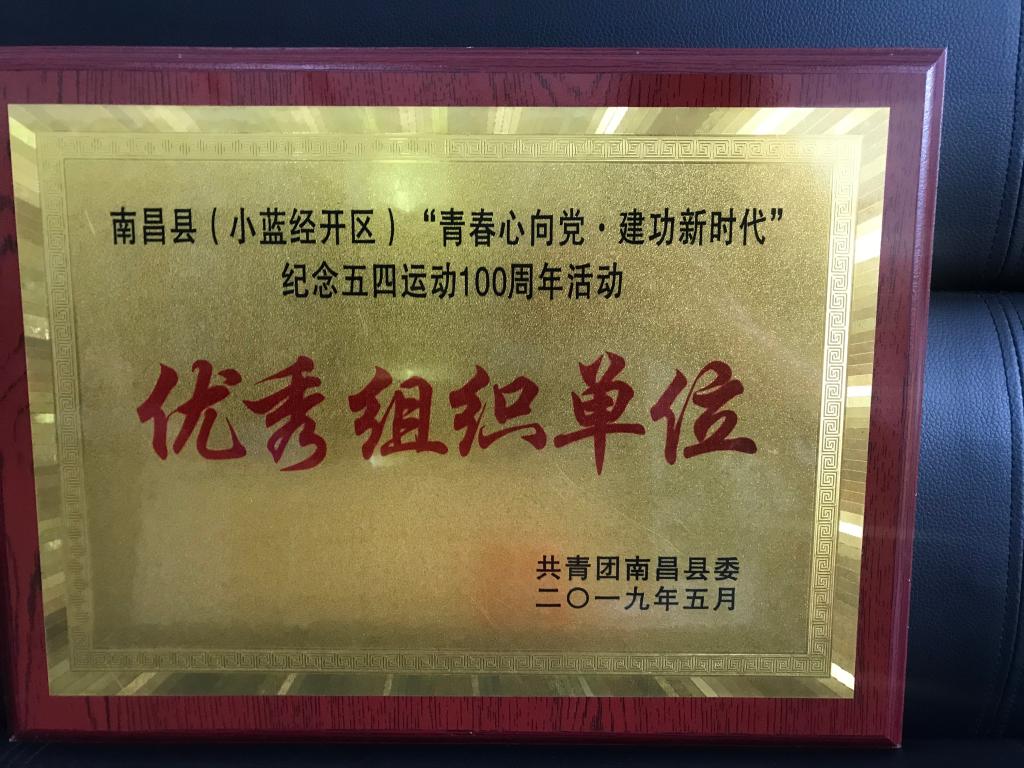 南昌县（小蓝经开区）“青春心向党·建功新时代”
纪念五四运动100周年活动
优秀组织单位
共青团南昌县委
二〇一九年五月